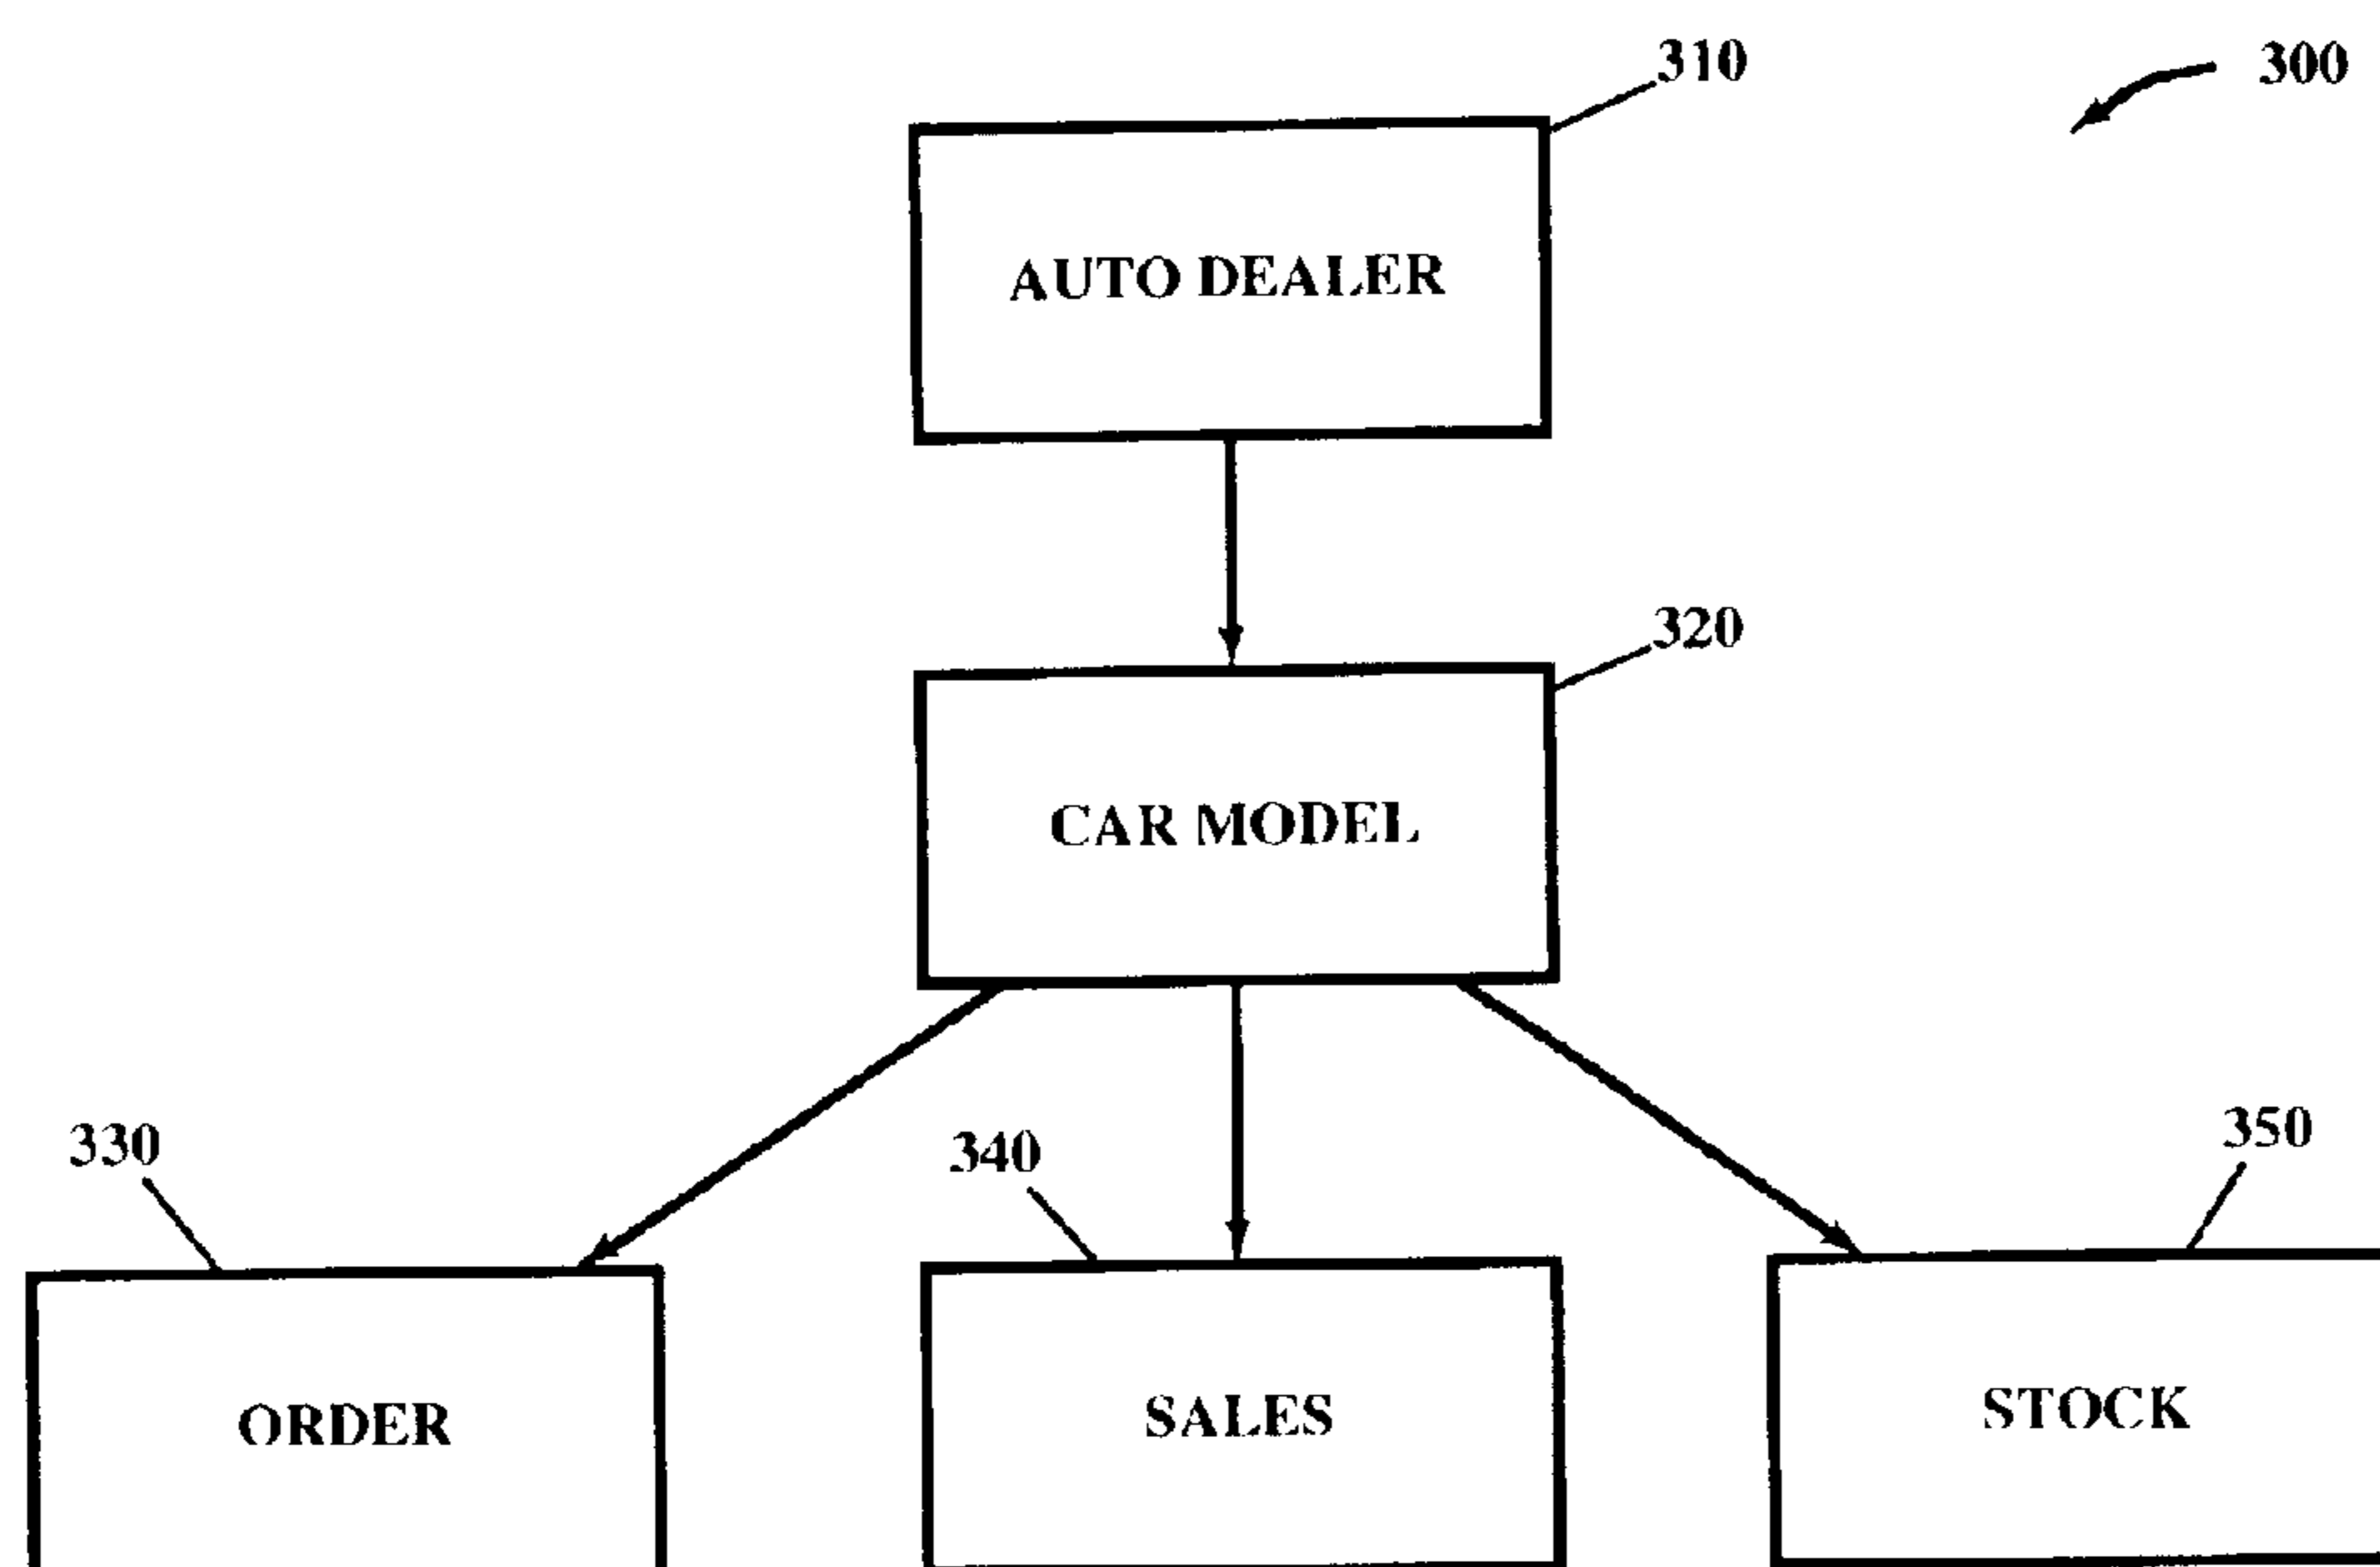 310
300
AUTO DEALER
320
CAR MODEL
330
340
350
ORDER
SALES
STOCK